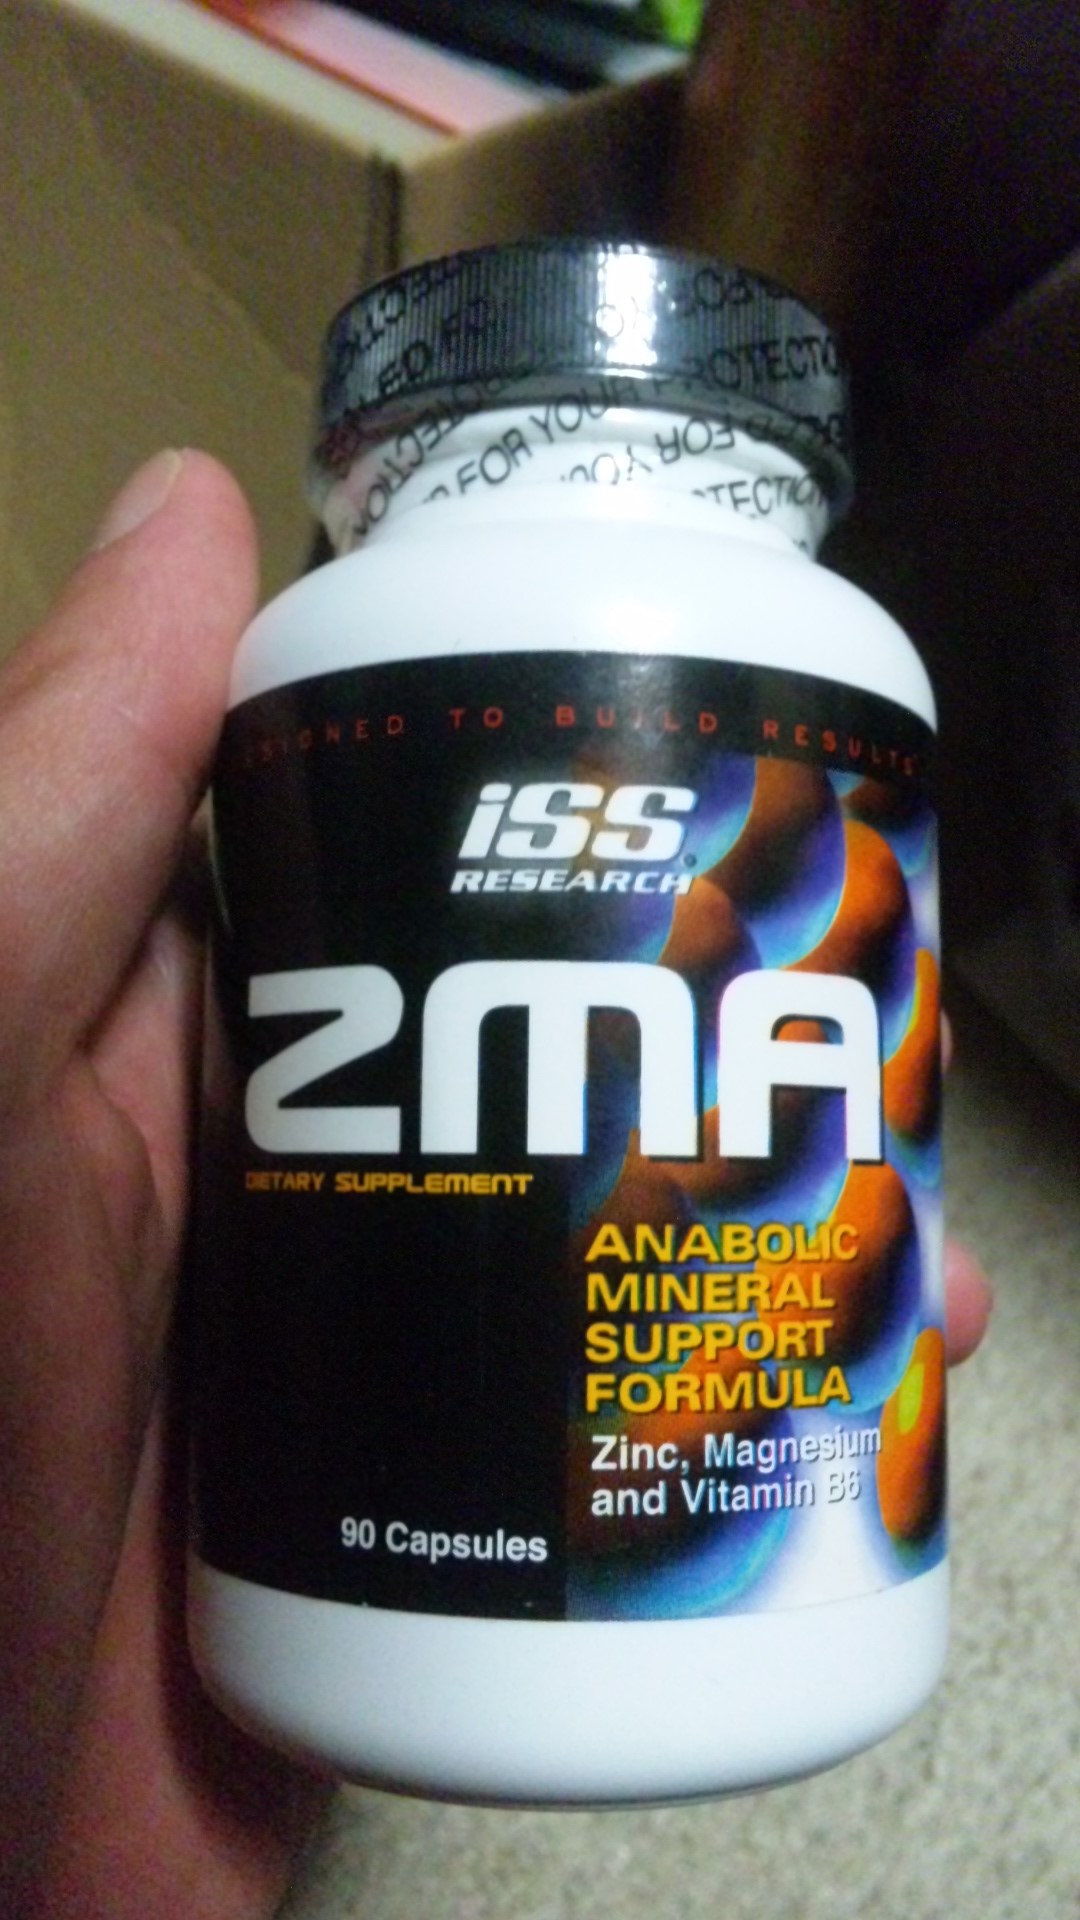 FOR YOUR PROTECTION
TO BUILD RESULTS
iSS®
RESEARCH
ZMA
DIETARY SUPPLEMENT
ANABOLIC
MINERAL
SUPPORT
FORMULA
Zinc, Magnesium
and Vitamin B6
90 Capsules